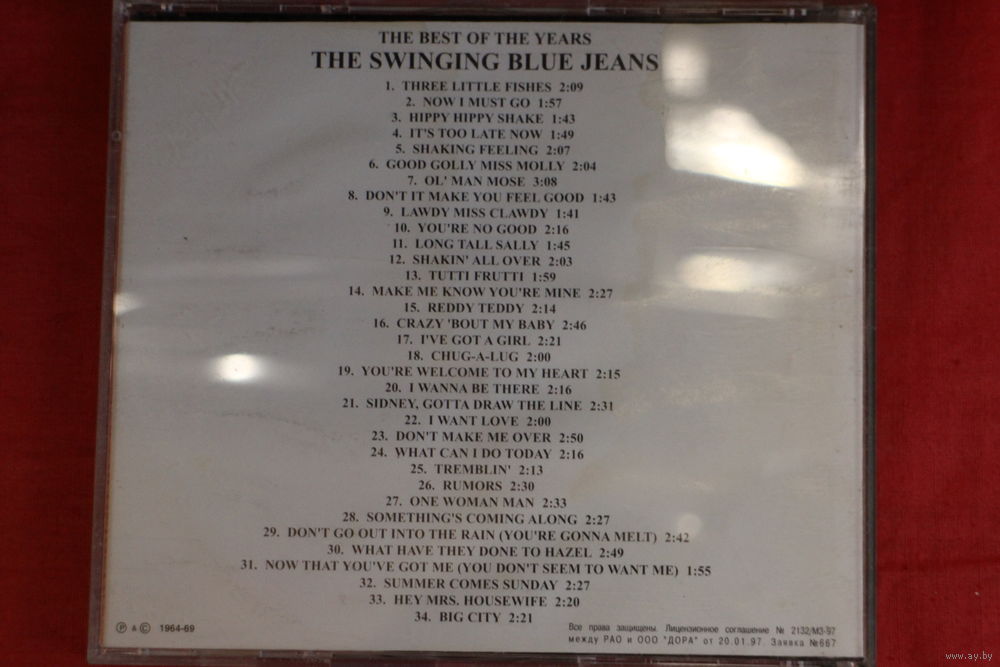 THE BEST OF THE YEARS
THE SWINGING BLUE JEANS
1. THREE LITTLE FISHES 2:09
2. NOW I MUST GO 1:57
3. HIPPY HIPPY SHAKE 1:43
4. IT'S TOO LATE NOW 1:49
5. SHAKING FEELING 2:07
6. GOOD GOLLY MISS MOLLY 2:04
7. OL' MAN MOSE 3:08
8. DON'T IT MAKE YOU FEEL GOOD 1:43
9. LAWDY MISS CLAWDY 1:41
10. YOU'RE NO GOOD 2:16
11. LONG TALL SALLY 1:45
12. SHAKIN' ALL OVER 2:03
13. TUTTI FRUTTI 1:59
14. MAKE ME KNOW YOU'RE MINE 2:27
15. REDDY TEDDY 2:14
16. CRAZY 'BOUT MY BABY 2:46
17. I'VE GOT A GIRL 2:21
18. CHUG-A-LUG 2:00
19. YOU'RE WELCOME TO MY HEART 2:15
20. I WANNA BE THERE 2:16
21. SIDNEY, GOTTA DRAW THE LINE 2:31
22. I WANT LOVE 2:00
23. DON'T MAKE ME OVER 2:50
24. WHAT CAN I DO TODAY 2:16
25. TREMBLIN' 2:13
26. RUMORS 2:30
27. ONE WOMAN MAN 2:33
28. SOMETHING'S COMING ALONG 2:27
29. DON'T GO OUT INTO THE RAIN (YOU'RE GONNA MELT) 2:42
30. WHAT HAVE THEY DONE TO HAZEL 2:49
31. NOW THAT YOU'VE GOT ME (YOU DON'T SEEM TO WANT ME) 1:55
32. SUMMER COMES SUNDAY 2:27
33. HEY MRS. HOUSEWIFE 2:20
34. BIG CITY 2:21
Ⓟ & © 1964-69
Все права защищены. Лицензионное соглашение № 2132/МЗ-97
между РАО и ООО "ДОРА" от 20.01.97. Заявка №667
www.ay.by